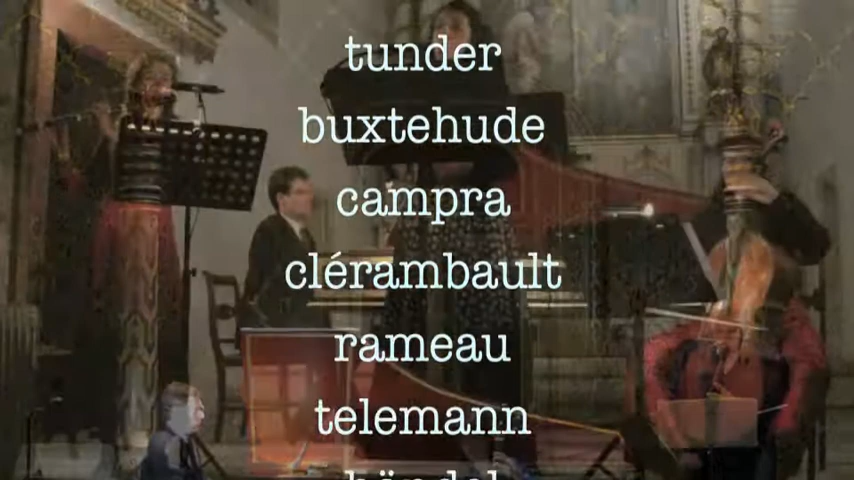 tunder
buxtehude
campra
clérambault
rameau
telemann